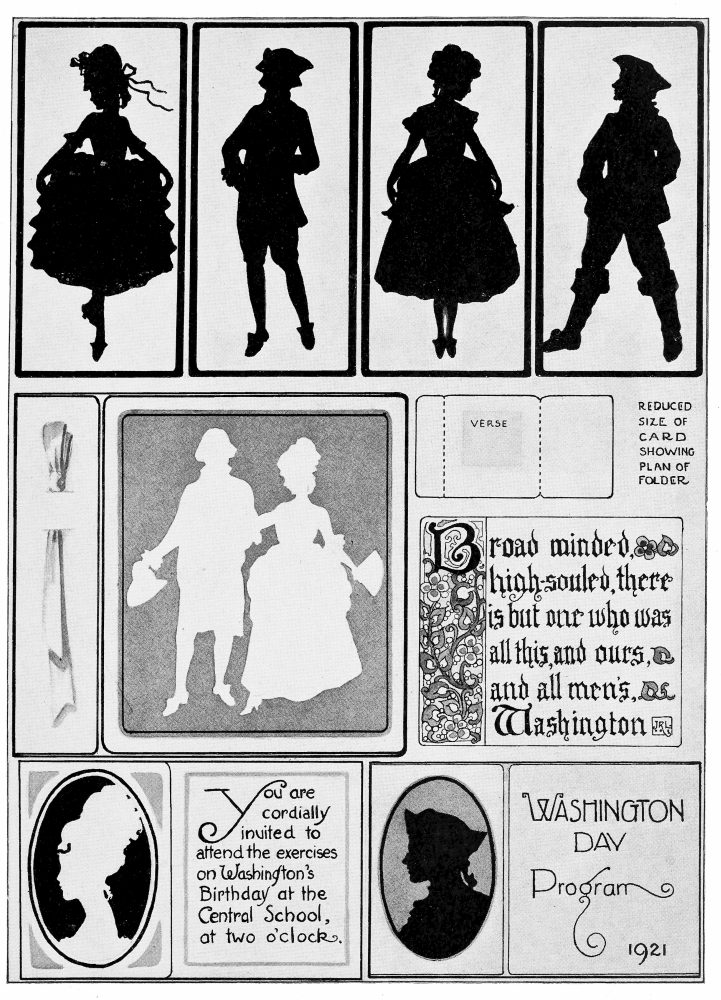 VERSE
REDUCED
SIZE OF
CARD
SHOWING
PLAN OF
FOLDER
Broad minded,
high-souled, there
is but one who was
all this, and ours,
and all men's,
Washington
You are
cordially
invited to
attend the exercises
on Washington's
Birthday at the
Central School,
at two o'clock.
WASHINGTON
DAY
Program
1921